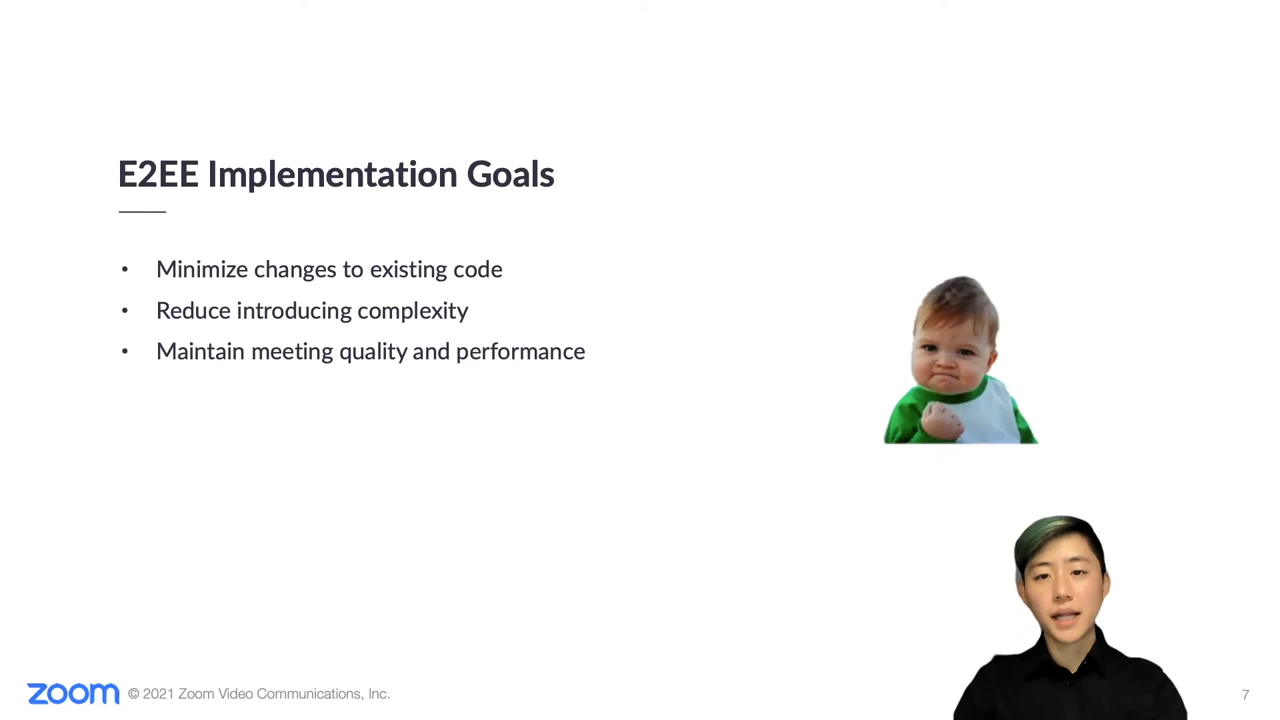 E2EE Implementation Goals
• Minimize changes to existing code
• Reduce introducing complexity
• Maintain meeting quality and performance
zoom © 2021 Zoom Video Communications, Inc.
7